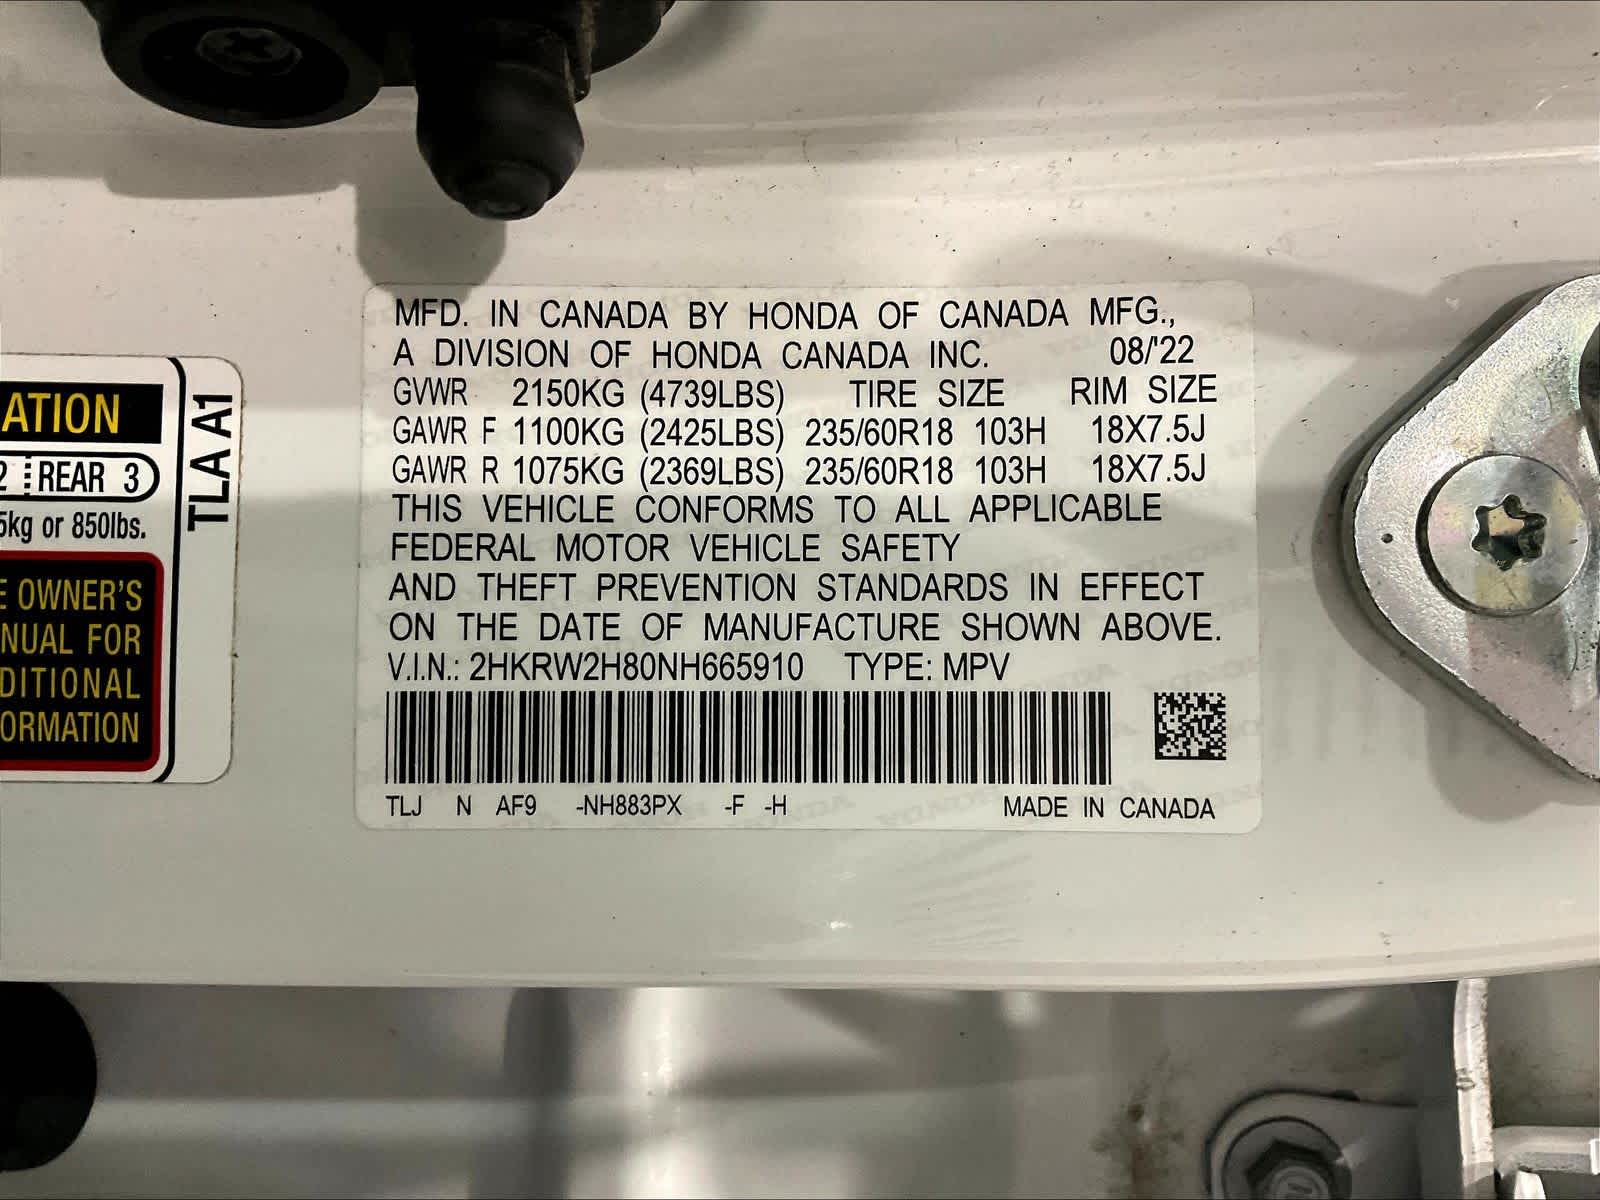 ATION
2 REAR 3
5kg or 850lbs.
E OWNER'S
NUAL FOR
DITIONAL
ORMATION
TLA A1
MFD. IN CANADA BY HONDA OF CANADA MFG.,
A DIVISION OF HONDA CANADA INC. 08/'22
GVWR 2150KG (4739LBS) TIRE SIZE RIM SIZE
GAWR F 1100KG (2425LBS) 235/60R18 103H 18X7.5J
GAWR R 1075KG (2369LBS) 235/60R18 103H 18X7.5J
THIS VEHICLE CONFORMS TO ALL APPLICABLE
FEDERAL MOTOR VEHICLE SAFETY
AND THEFT PREVENTION STANDARDS IN EFFECT
ON THE DATE OF MANUFACTURE SHOWN ABOVE.
V.I.N.: 2HKRW2H80NH665910 TYPE: MPV
TLJ N AF9 -NH883PX -F -H MADE IN CANADA